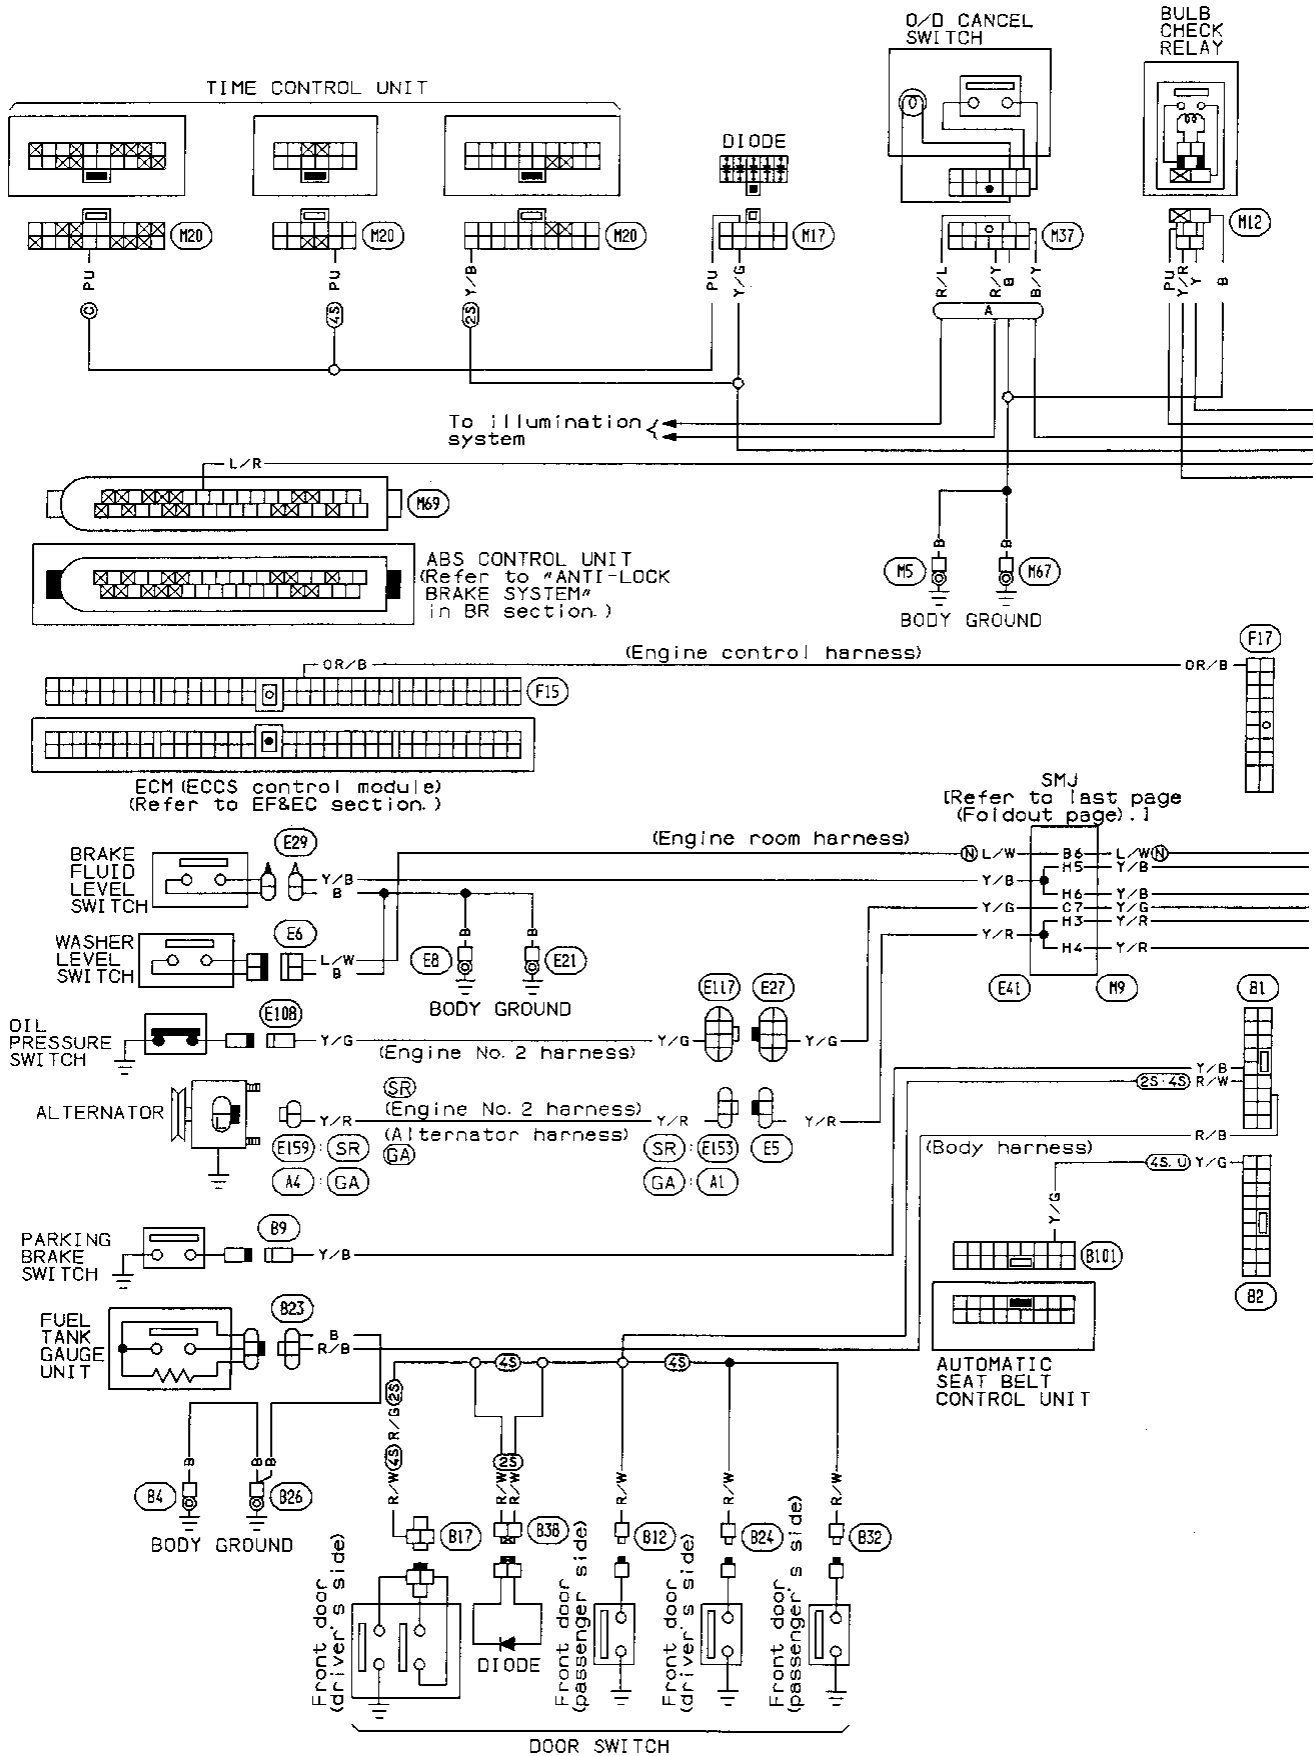 O/D CANCEL
SWITCH
BULB
CHECK
RELAY
TIME CONTROL UNIT
DIODE
M20
M20
M20
M17
M37
M12
PU
C
PU
4S
Y/B
2S
PU
Y/G
R/L
R/Y
B
B/Y
A
PU
Y/R
Y
B
To illumination
system
L/R
M69
ABS CONTROL UNIT
(Refer to "ANTI-LOCK
BRAKE SYSTEM"
in BR section.)
B
B
M5
M67
BODY GROUND
(Engine control harness)
OR/B
OR/B
F17
F15
ECM (ECCS control module)
(Refer to EF&EC section.)
SMJ
[Refer to last page
(Foldout page).]
(Engine room harness)
BRAKE
FLUID
LEVEL
SWITCH
E29
Y/B
B
N L/W B6 L/W N
H5 Y/B
Y/B
H6 Y/B
Y/G C7 Y/G
H3 Y/R
Y/R
H4 Y/R
E41
M9
WASHER
LEVEL
SWITCH
E6
L/W
B
B
B
E8
E21
BODY GROUND
OIL
PRESSURE
SWITCH
E108
Y/G
(Engine No. 2 harness)
Y/G
E117
E27
Y/G
B1
Y/B
2S·4S R/W
R/B
ALTERNATOR
L
SR
(Engine No. 2 harness)
Y/R
(Alternator harness)
GA
Y/R
Y/R
E159 : SR
A4 : GA
SR : E153
GA : A1
E5
(Body harness)
4S.U Y/G
Y/G
B101
B2
PARKING
BRAKE
SWITCH
B9
Y/B
AUTOMATIC
SEAT BELT
CONTROL UNIT
FUEL
TANK
GAUGE
UNIT
B23
B
R/B
4S
4S
2S
R/G
4S
R/W
2S
R/W
R/W
R/W
R/W
R/W
B
B
B
B4
B26
BODY GROUND
B17
B38
B12
B24
B32
Front door
(driver's side)
DIODE
Front door
(passenger side)
Front door
(driver's side)
Front door
(passenger's side)
DOOR SWITCH